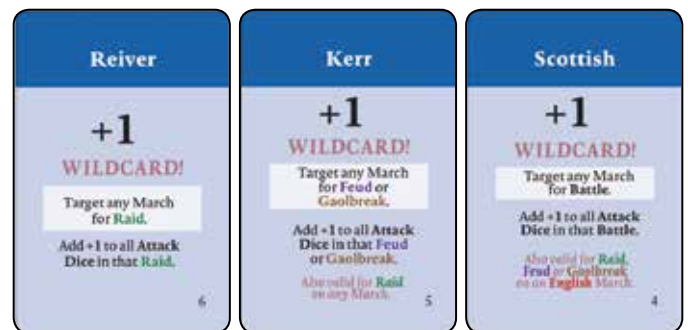 Reiver
+1
WILDCARD!
Target any March
for Raid.
Add +1 to all Attack
Dice in that Raid.
6
Kerr
+1
WILDCARD!
Target any March
for Feud or
Gaolbreak.
Add +1 to all Attack
Dice in that Feud
or Gaolbreak.
Also valid for Raid
on any March.
5
Scottish
+1
WILDCARD!
Target any March
for Battle.
Add +1 to all Attack
Dice in that Battle.
Also valid for Raid,
Feud or Gaolbreak
on an English March.
4